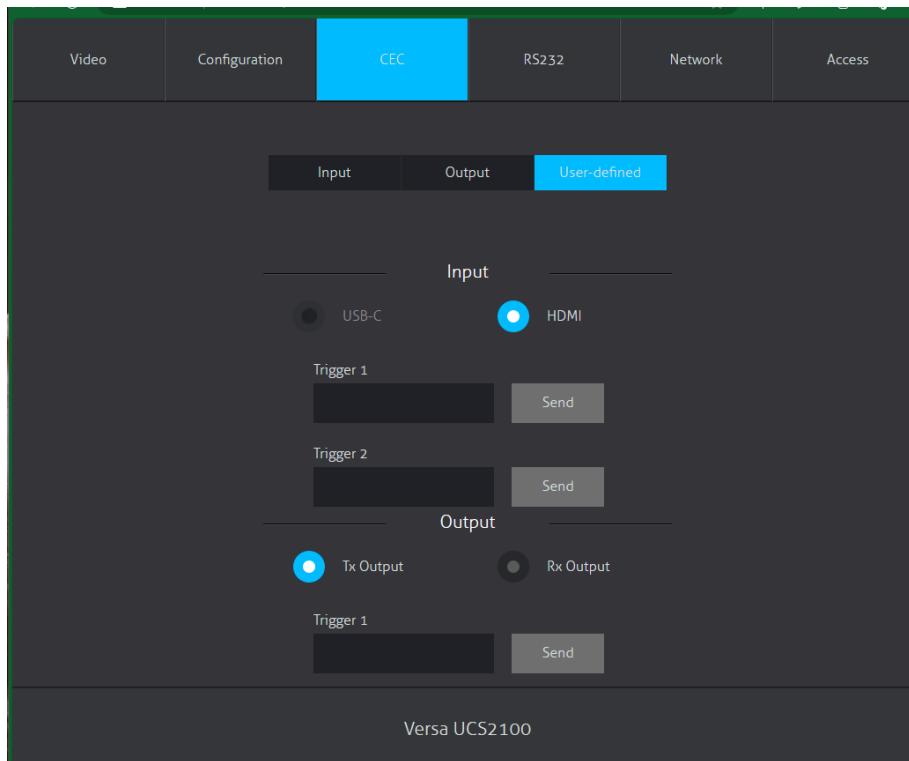 Video Configuration CEC RS232 Network Access
Input Output User-defined
Input
USB-C HDMI
Trigger 1
Send
Trigger 2
Send
Output
Tx Output Rx Output
Trigger 1
Send
Versa UCS2100